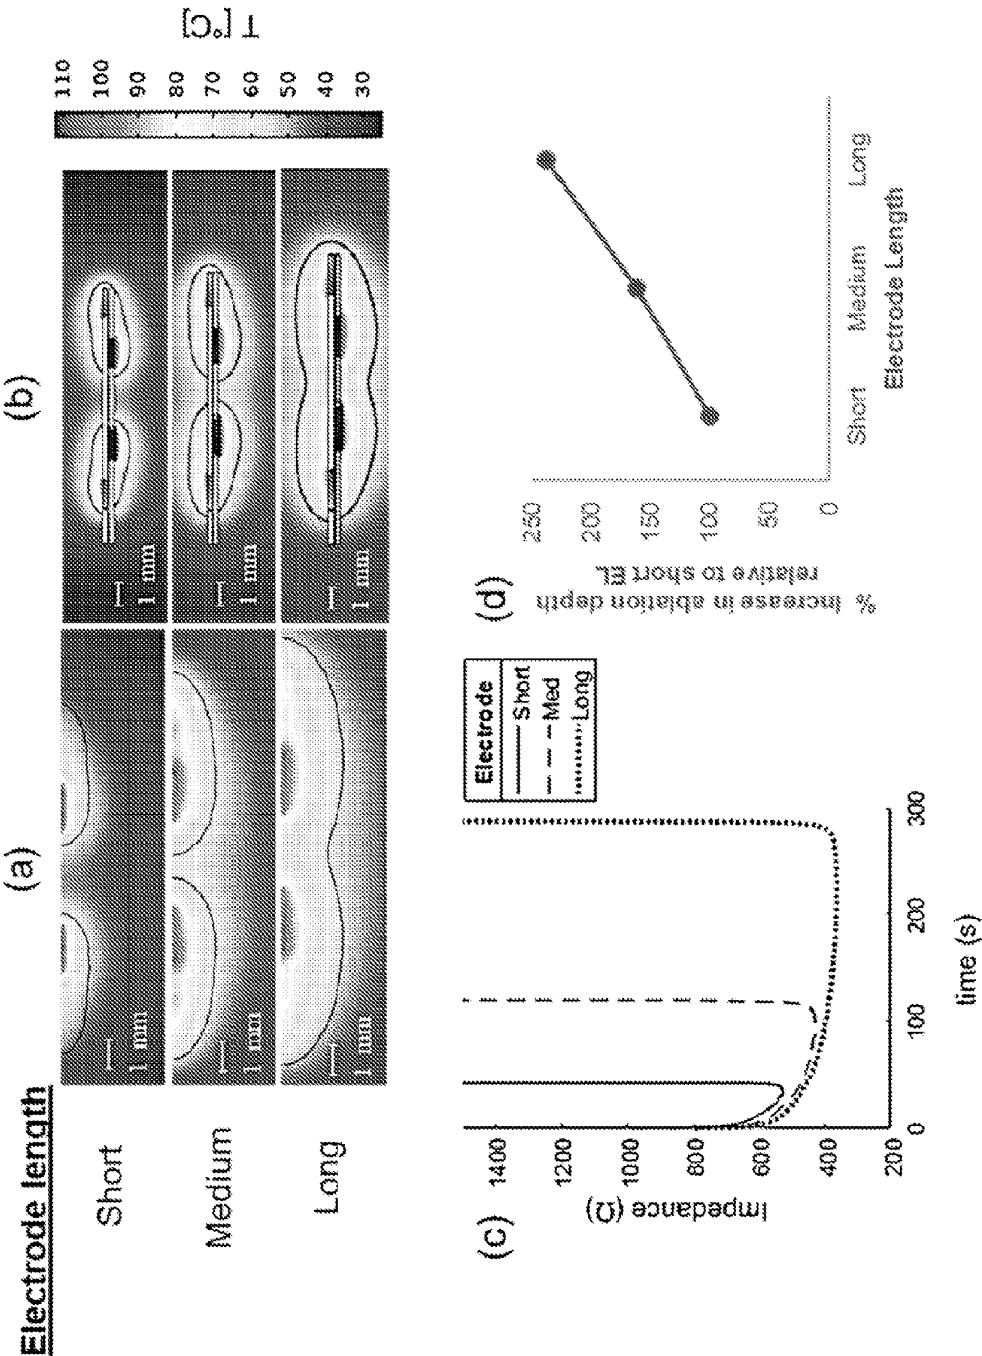 Electrode length
(a)
(b)
Short
Medium
Long
1 mm
1 mm
1 mm
1 mm
1 mm
1 mm
110
100
90
80
70
60
50
40
30
T [°C]
(c)
Impedance (Ω)
1400
1200
1000
800
600
400
200
0
100
200
300
time (s)
Electrode
Short
Med
Long
(d)
% Increase in ablation depth
relative to short EL
250
200
150
100
50
0
Short
Medium
Long
Electrode Length